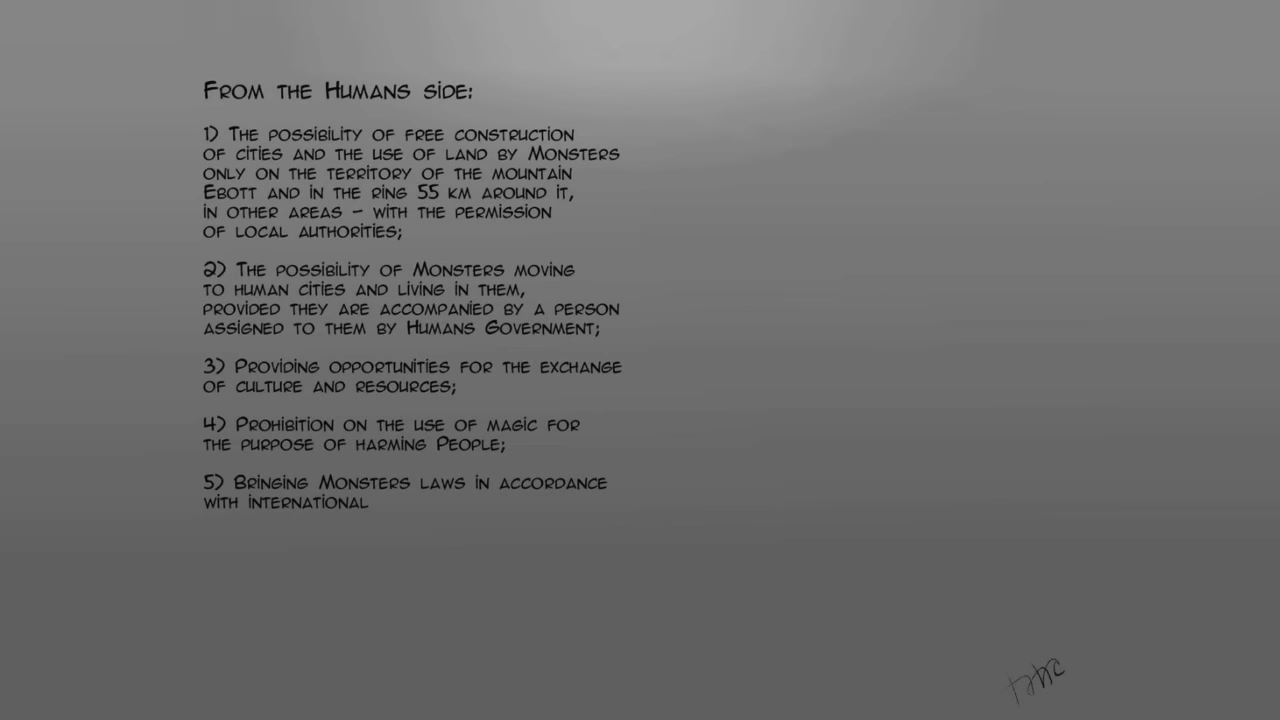 From the Humans side:
1) The possibility of free construction
of cities and the use of land by Monsters
only on the territory of the mountain
Ebott and in the ring 55 km around it,
in other areas – with the permission
of local authorities;
2) The possibility of Monsters moving
to human cities and living in them,
provided they are accompanied by a person
assigned to them by Humans Government;
3) Providing opportunities for the exchange
of culture and resources;
4) Prohibition on the use of magic for
the purpose of harming People;
5) Bringing Monsters laws in accordance
with international